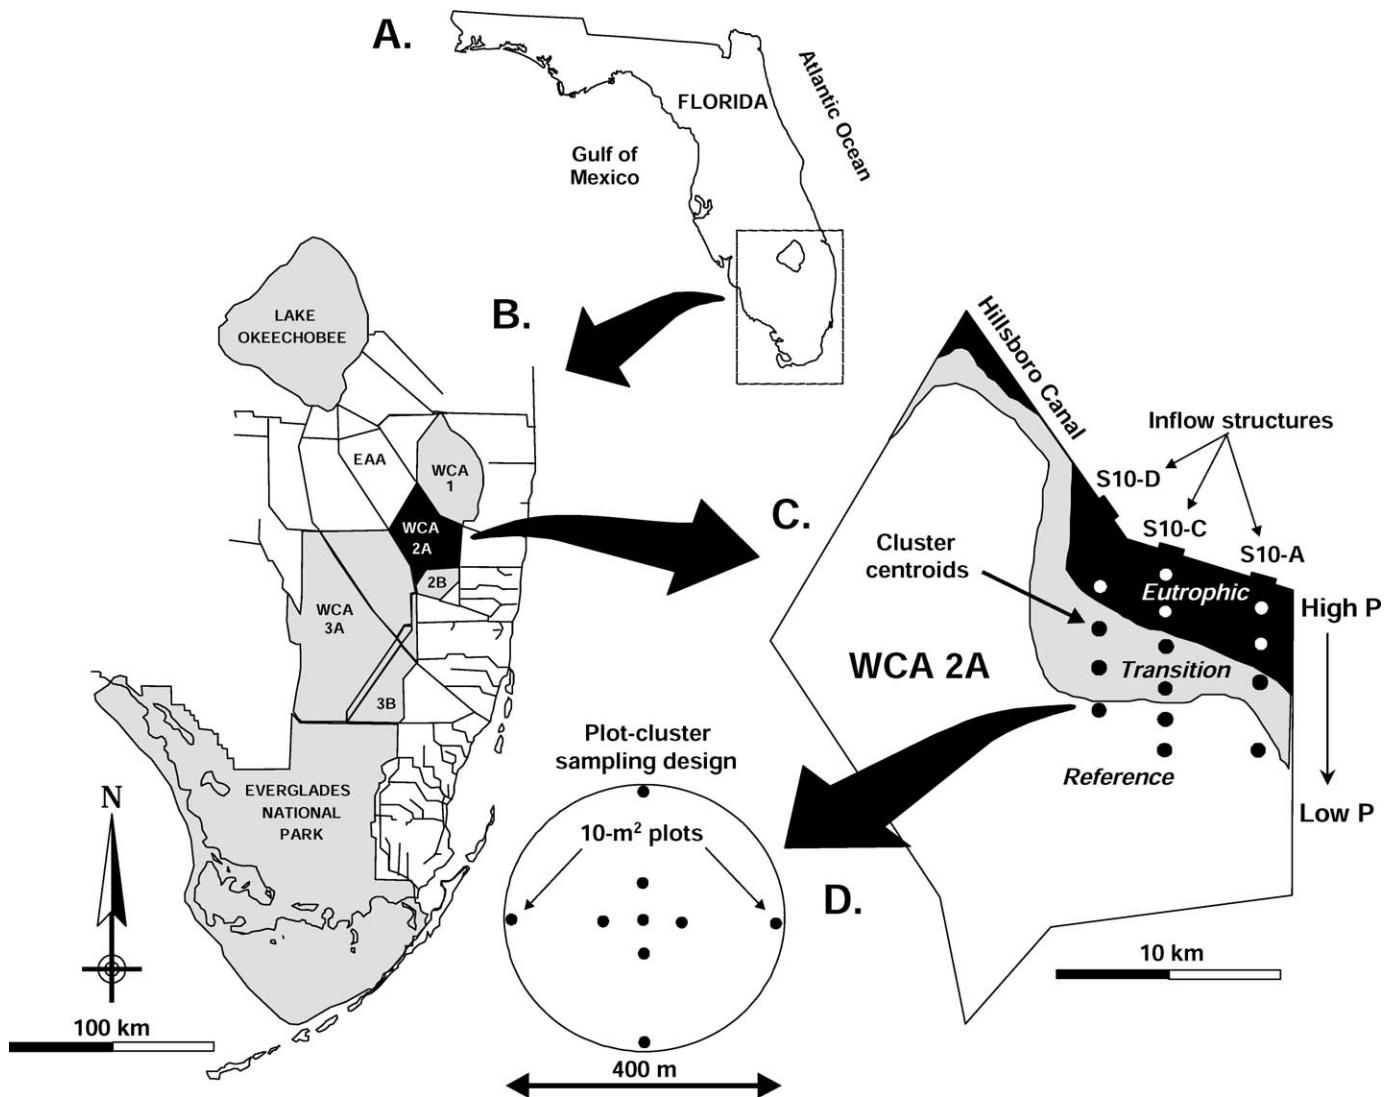 A.
FLORIDA
Atlantic Ocean
Gulf of
Mexico
B.
LAKE
OKEECHOBEE
EAA
WCA
1
WCA
2A
2B
WCA
3A
3B
EVERGLADES
NATIONAL
PARK
N
100 km
C.
Hillsboro Canal
Inflow structures
S10-D
S10-C
S10-A
Cluster
centroids
Eutrophic
High P
WCA 2A
Transition
Reference
Low P
10 km
D.
Plot-cluster
sampling design
10-m² plots
400 m